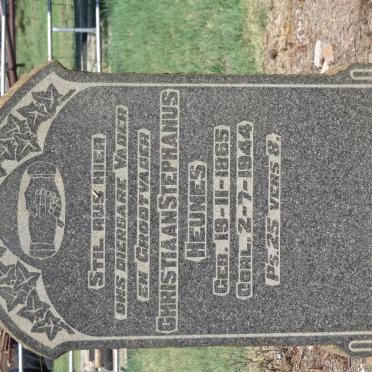 STIL RUS HIER
ONS DIERBARE VADER
EN GROOTVADER
CHRISTIAAN STEPHANUS
TEUNES
GEB. 19-11-1865
OORL. 2-7-1944
PS. 25 VERS 8.